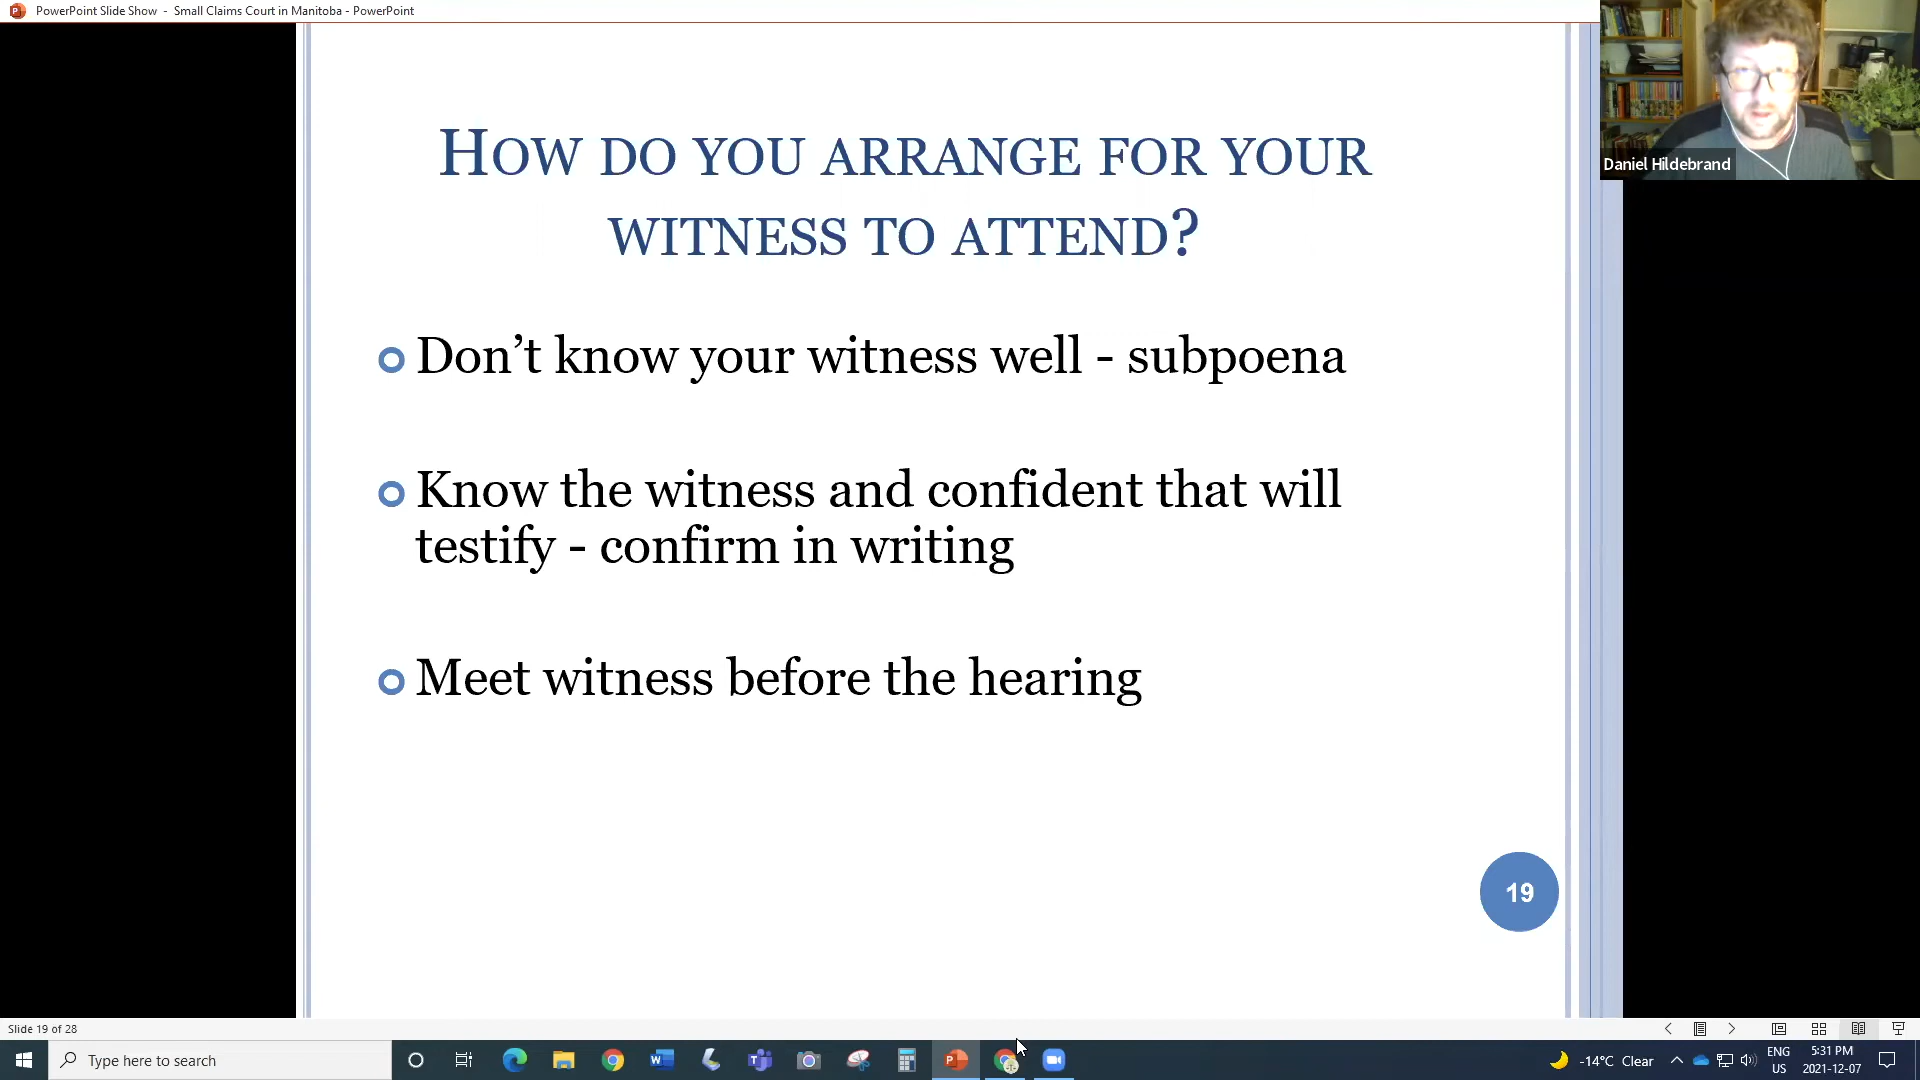 PowerPoint Slide Show - Small Claims Court in Manitoba - PowerPoint
Daniel Hildebrand
HOW DO YOU ARRANGE FOR YOUR
WITNESS TO ATTEND?
Don’t know your witness well - subpoena
Know the witness and confident that will
testify - confirm in writing
Meet witness before the hearing
19
Slide 19 of 28
Type here to search
-14°C Clear
ENG
US
5:31 PM
2021-12-07